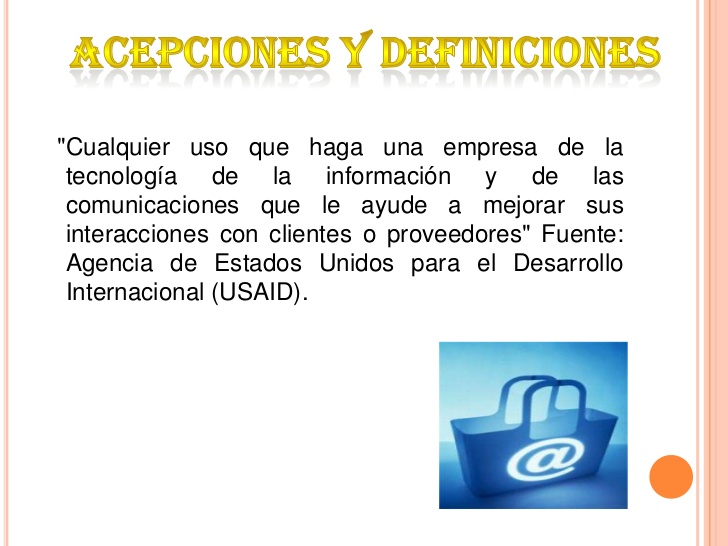 ACEPCIONES Y DEFINICIONES
"Cualquier uso que haga una empresa de la
tecnología de la información y de las
comunicaciones que le ayude a mejorar sus
interacciones con clientes o proveedores" Fuente:
Agencia de Estados Unidos para el Desarrollo
Internacional (USAID).
@